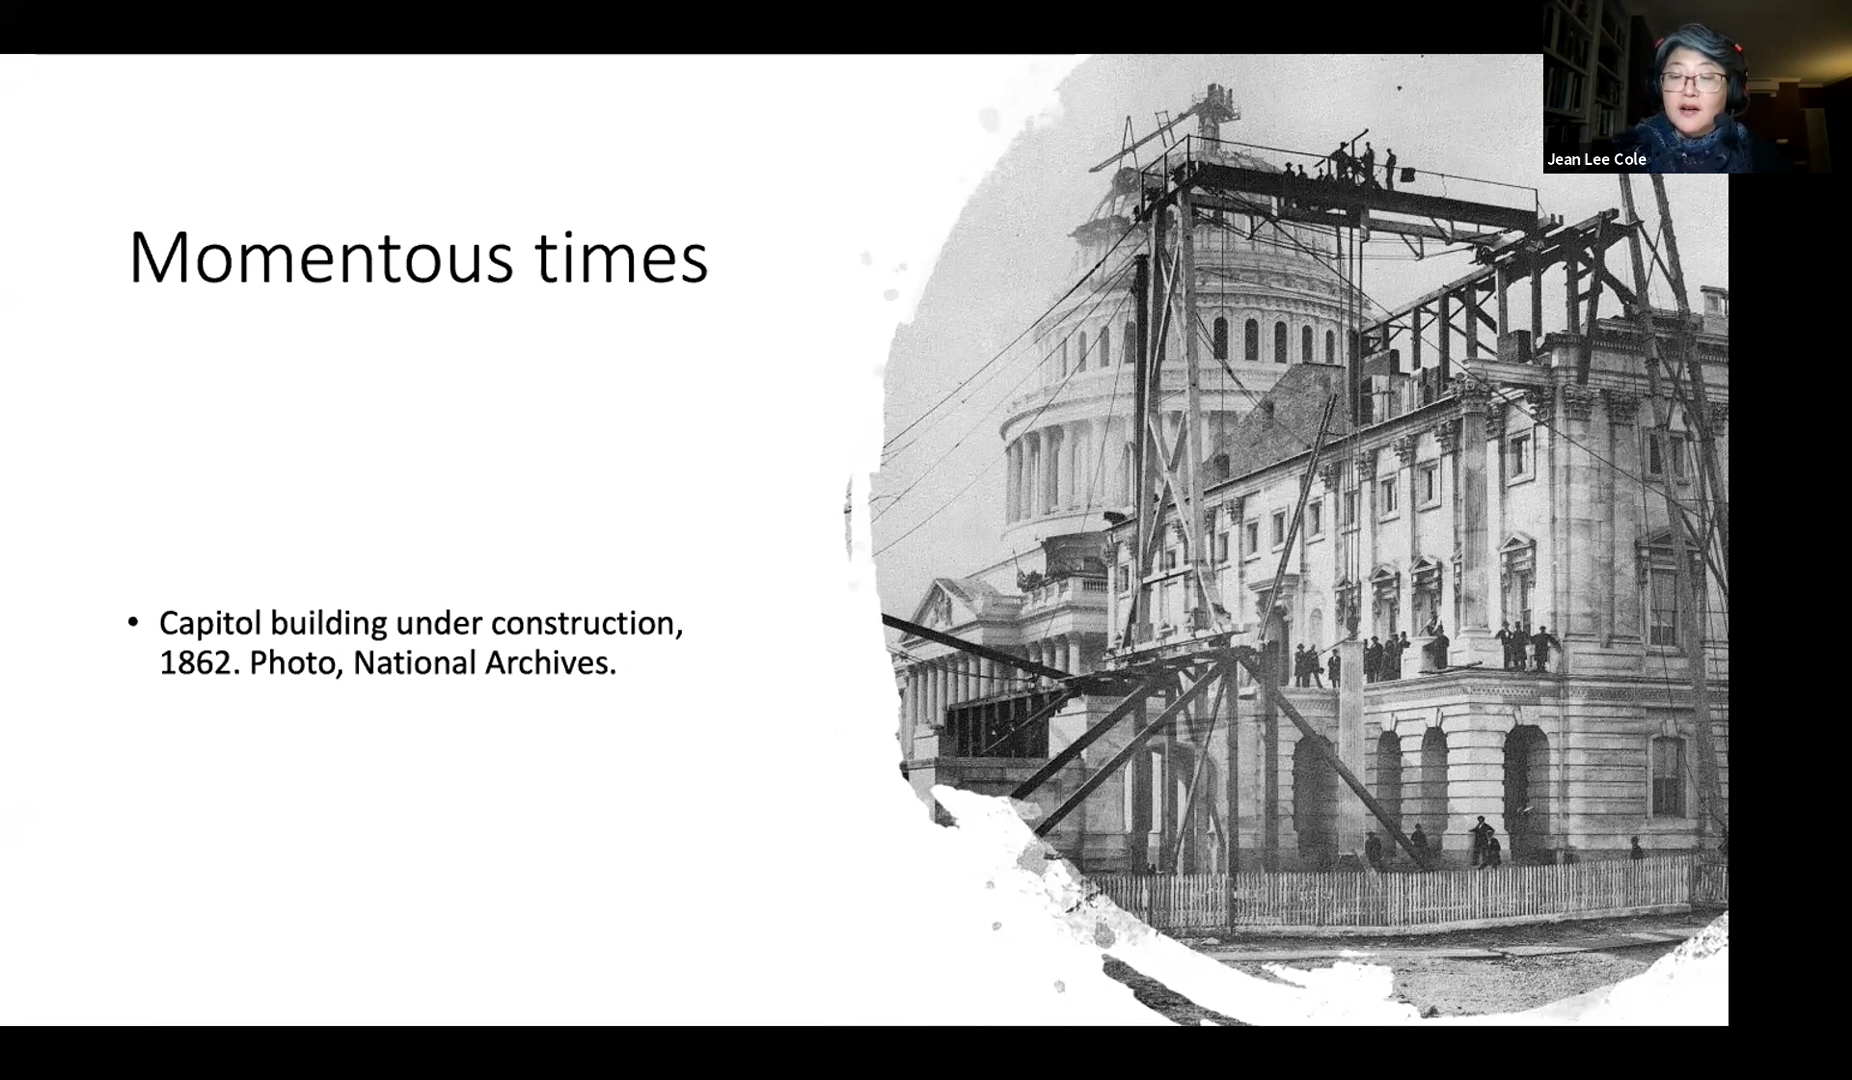 Jean Lee Cole
Momentous times
• Capitol building under construction,
1862. Photo, National Archives.